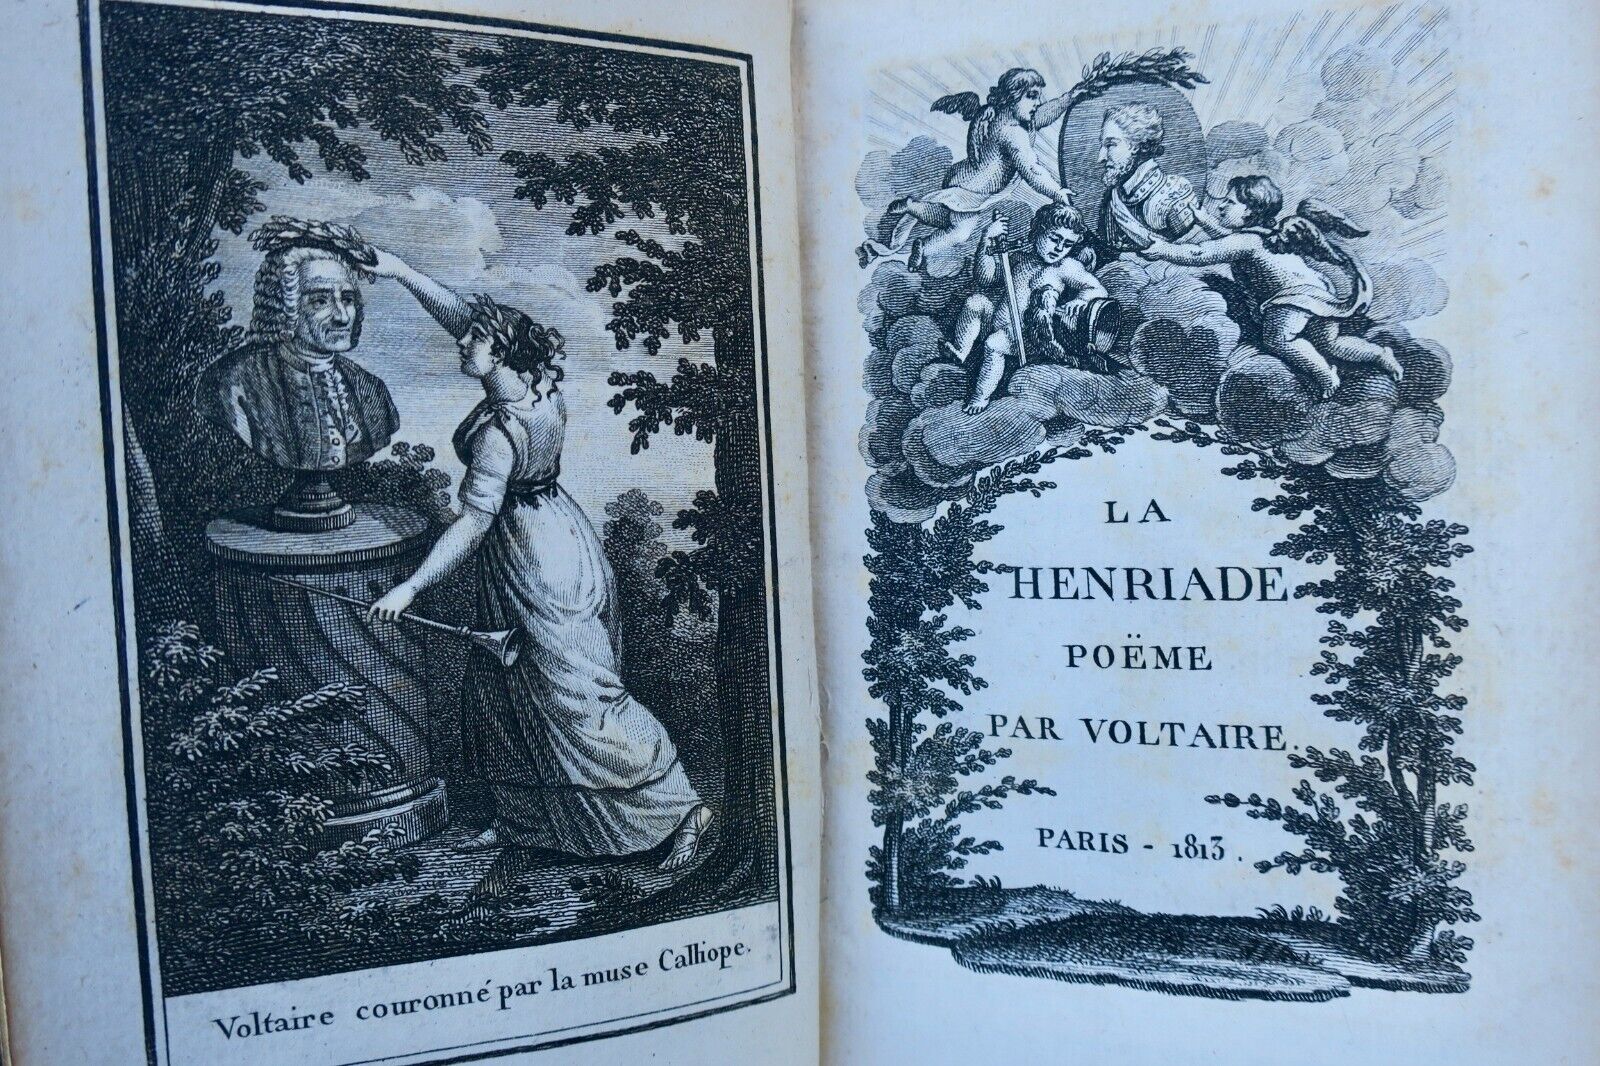 Voltaire couronné par la muse Calliope.
LA
HENRIADE
POËME
PAR VOLTAIRE.
PARIS - 1813.